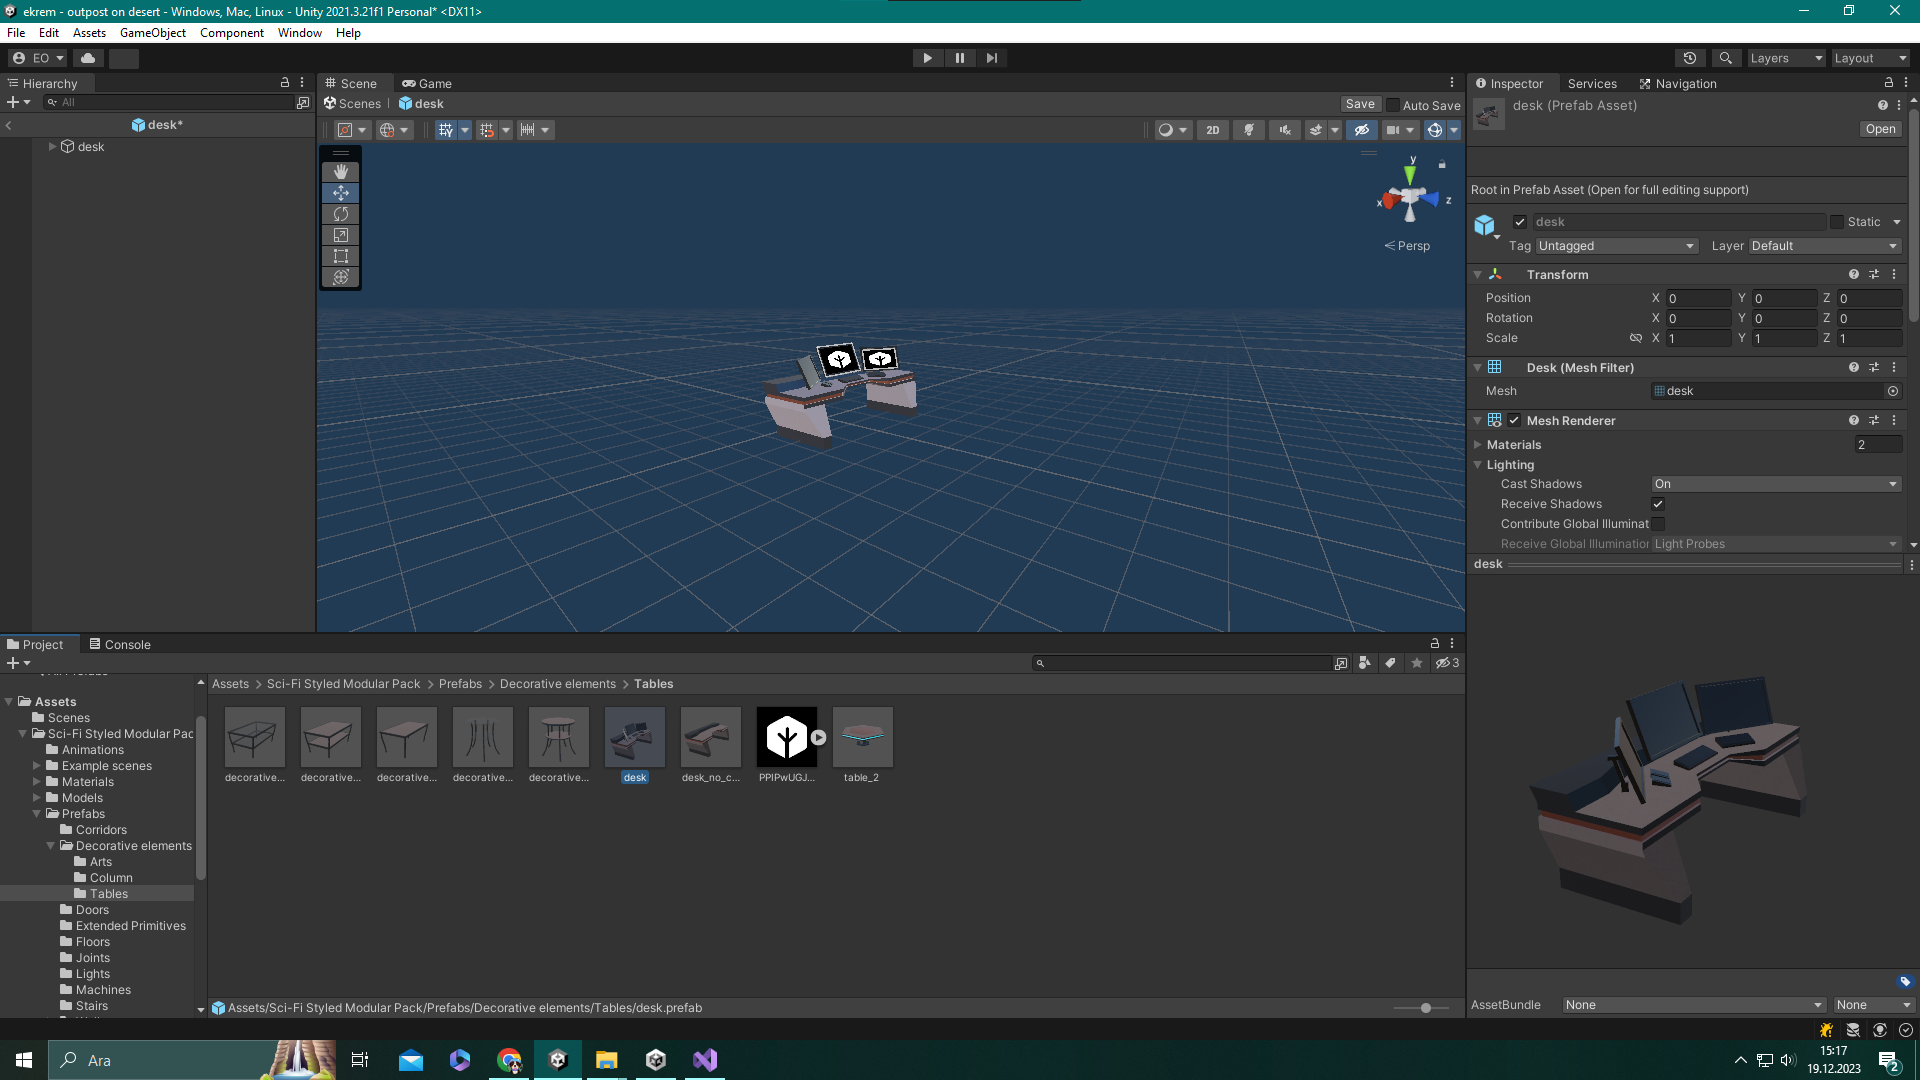 ekrem - outpost on desert - Windows, Mac, Linux - Unity 2021.3.21f1 Personal* <DX11>
File Edit Assets GameObject Component Window Help
EO
Layers Layout
Hierarchy
All
desk*
desk
Scene Game
Scenes desk
Save Auto Save
2D
y
x z
Persp
Inspector Services Navigation
desk (Prefab Asset)
Open
Root in Prefab Asset (Open for full editing support)
desk Static
Tag Untagged Layer Default
Transform
Position X 0 Y 0 Z 0
Rotation X 0 Y 0 Z 0
Scale X 1 Y 1 Z 1
Desk (Mesh Filter)
Mesh desk
Mesh Renderer
Materials 2
Lighting
Cast Shadows On
Receive Shadows
Contribute Global Illuminat
Receive Global Illumination Light Probes
desk
AssetBundle None None
Project Console
3
Assets
Scenes
Sci-Fi Styled Modular Pac
Animations
Example scenes
Materials
Models
Prefabs
Corridors
Decorative elements
Arts
Column
Tables
Doors
Extended Primitives
Floors
Joints
Lights
Machines
Stairs
Assets > Sci-Fi Styled Modular Pack > Prefabs > Decorative elements > Tables
decorative... decorative... decorative... decorative... decorative... desk desk_no_c... PPIPwUGJ... table_2
Assets/Sci-Fi Styled Modular Pack/Prefabs/Decorative elements/Tables/desk.prefab
Ara
15:17
19.12.2023
2